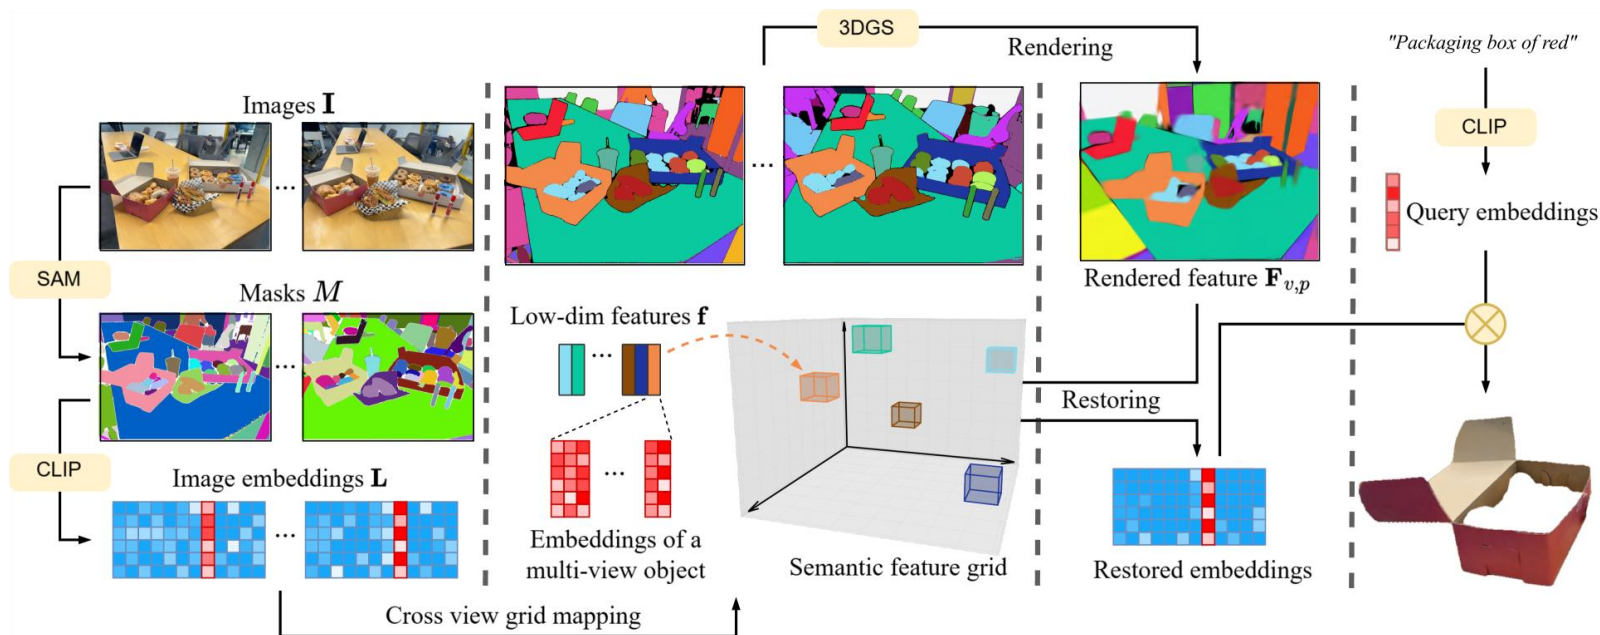 Images I
...
SAM
Masks M
...
CLIP
Image embeddings L
...
Cross view grid mapping
3DGS
Rendering
...
Low-dim features f
...
...
Embeddings of a
multi-view object
Semantic feature grid
Rendered feature F_{v,p}
Restoring
Restored embeddings
"Packaging box of red"
CLIP
Query embeddings